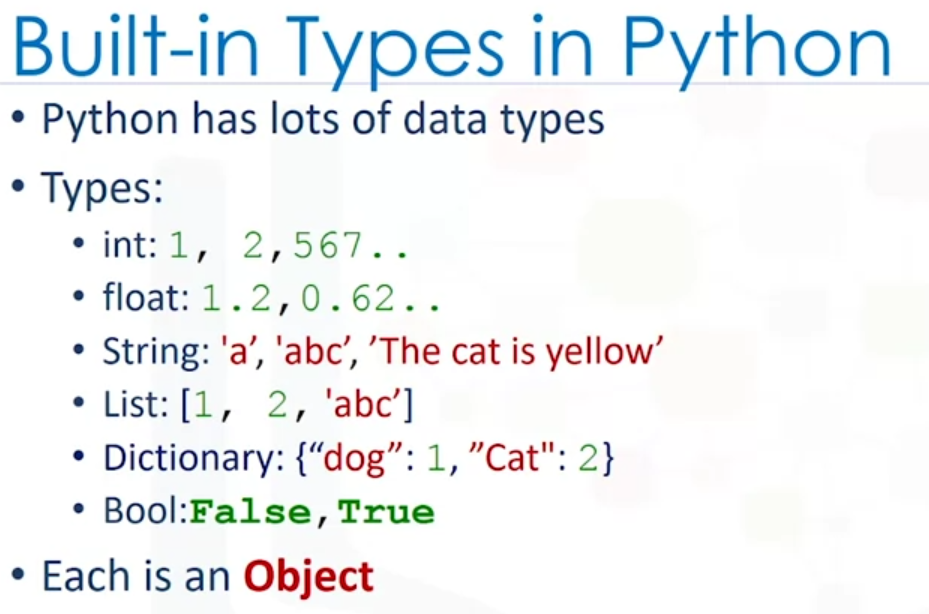 Built-in Types in Python
• Python has lots of data types
• Types:
• int: 1, 2,567..
• float: 1.2,0.62..
• String: 'a’, 'abc’, ’The cat is yellow’
• List: [1, 2, 'abc’]
• Dictionary: {“dog”: 1, ”Cat": 2}
• Bool:False,True
• Each is an Object